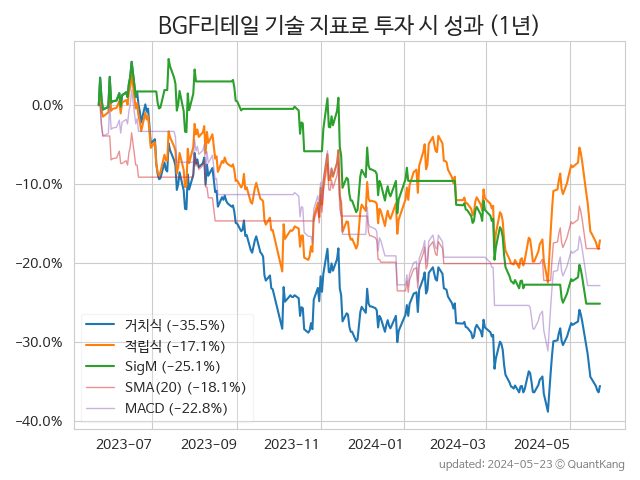 BGF리테일 기술 지표로 투자 시 성과 (1년)
0.0%
−10.0%
−20.0%
−30.0%
−40.0%
거치식 (−35.5%)
적립식 (−17.1%)
SigM (−25.1%)
SMA(20) (−18.1%)
MACD (−22.8%)
2023-07 2023-09 2023-11 2024-01 2024-03 2024-05
updated: 2024-05-23 © QuantKang